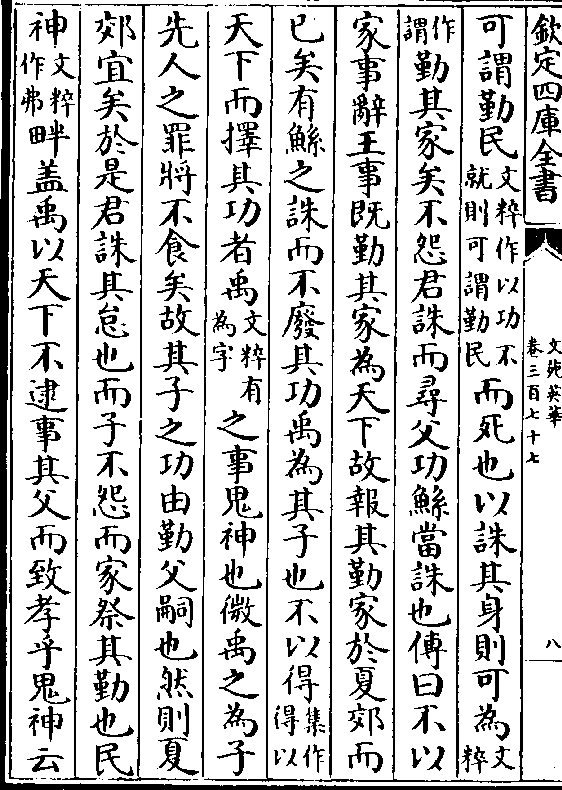 欽定四庫全書
文苑英華
卷三百七十七
八
可謂勤民文粹作以功不就則可謂勤民而死也以誅其身則可為文粹
作謂勤其家矣不怨君誅而尋父功鯀當誅也傳曰不以
家事辭王事既勤其家為天下故報其勤家於夏郊而
已矣有鯀之誅而不廢其功禹為其子也不以得集作得以
天下而擇其功者禹文粹有為字之事鬼神也微禹之為子
先人之罪將不食矣故其子之功由勤父嗣也然則夏
郊宜矣於是君誅其怠也而子不怨而家祭其勤也民
神文粹作弗畔盖禹以天下不逮事其父而致孝乎鬼神云